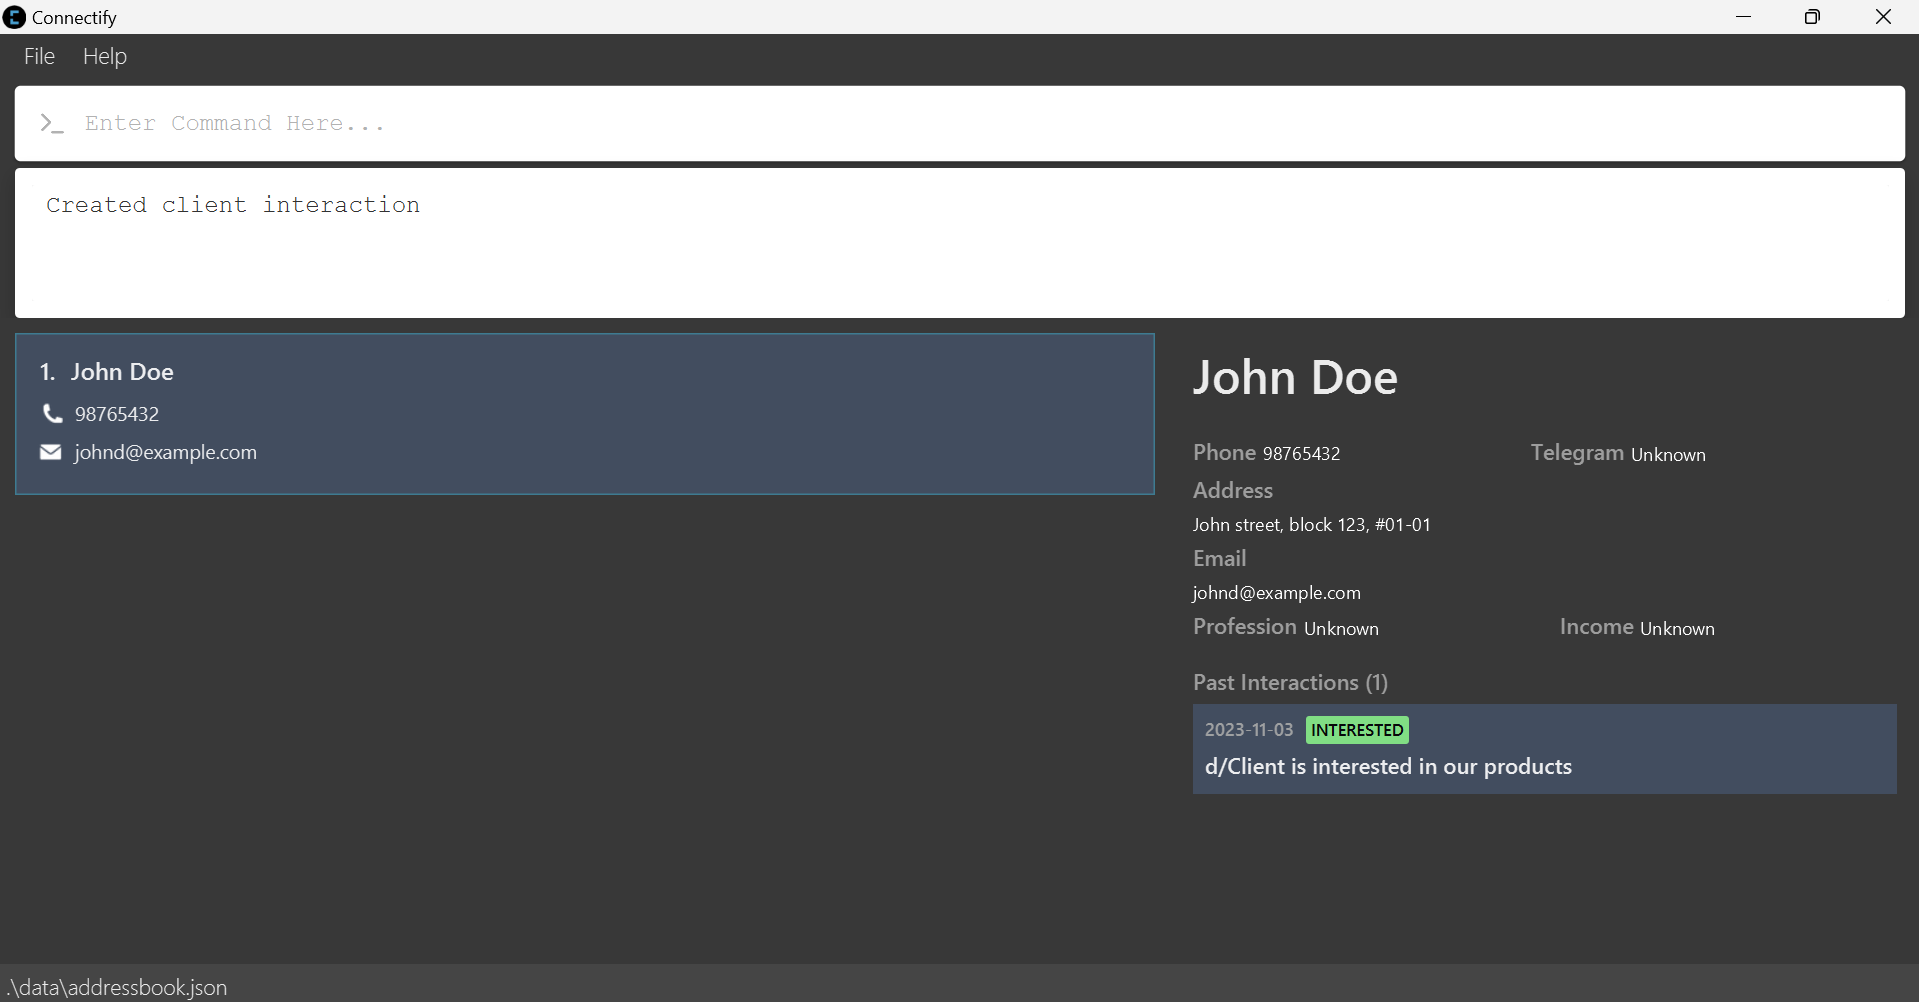 Connectify
File Help
Enter Command Here...
Created client interaction
1. John Doe
98765432
johnd@example.com
John Doe
Phone 98765432 Telegram Unknown
Address
John street, block 123, #01-01
Email
johnd@example.com
Profession Unknown Income Unknown
Past Interactions (1)
2023-11-03 INTERESTED
d/Client is interested in our products
.\data\addressbook.json